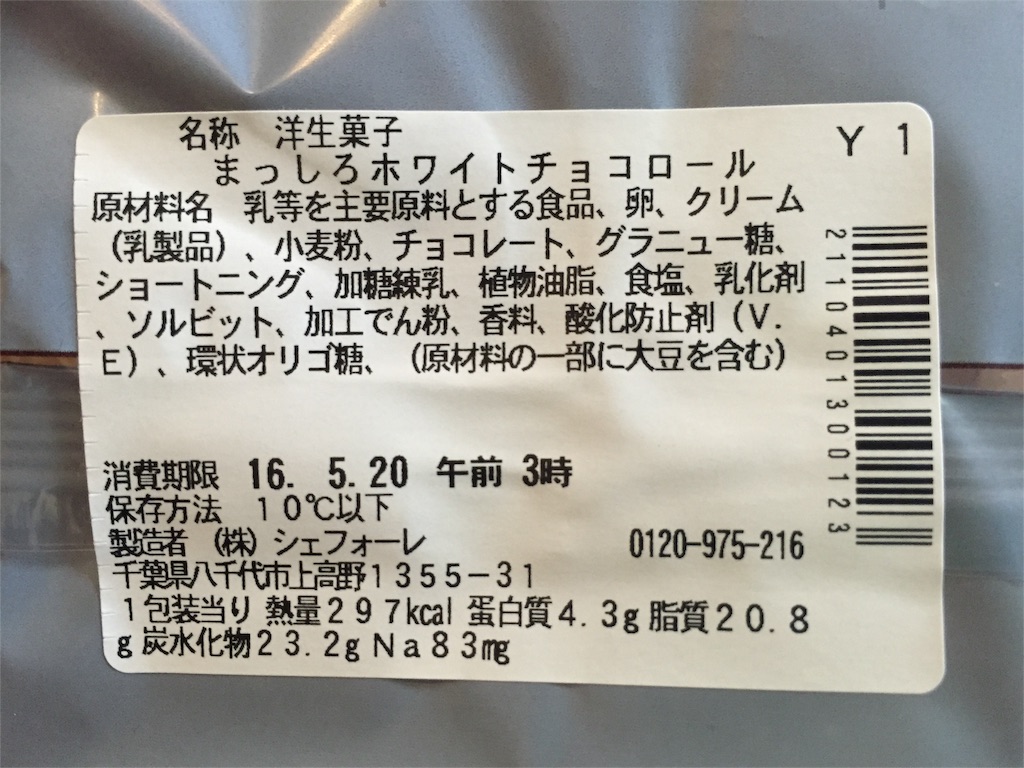 名称　洋生菓子
まっしろホワイトチョコロール
Y 1
原材料名　乳等を主要原料とする食品、卵、クリーム
（乳製品）、小麦粉、チョコレート、グラニュー糖、
ショートニング、加糖練乳、植物油脂、食塩、乳化剤
、ソルビット、加工でん粉、香料、酸化防止剤（V．
E）、環状オリゴ糖、（原材料の一部に大豆を含む）
2110401300123
消費期限　16. 5.20 午前 3時
保存方法　10℃以下
製造者　（株）シェフォーレ　0120-975-216
千葉県八千代市上高野1355－31
1包装当り 熱量297kcal 蛋白質4.3g 脂質20.8
g 炭水化物23.2g Na83mg